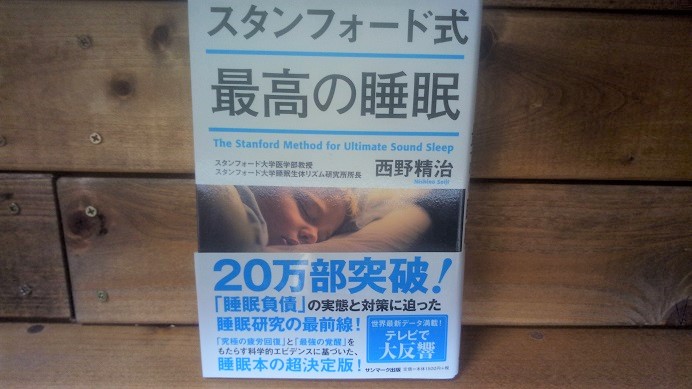 スタンフォード式
最高の睡眠
The Stanford Method for Ultimate Sound Sleep
スタンフォード大学医学部教授
スタンフォード大学睡眠生体リズム研究所所長
西野精治
Nishino Seiji
20万部突破!
「睡眠負債」の実態と対策に迫った
睡眠研究の最前線!
「究極の疲労回復」と「最強の覚醒」を
もたらす科学的エビデンスに基づいた、
睡眠本の超決定版!
世界最新データ満載!
テレビで
大反響
サンマーク出版